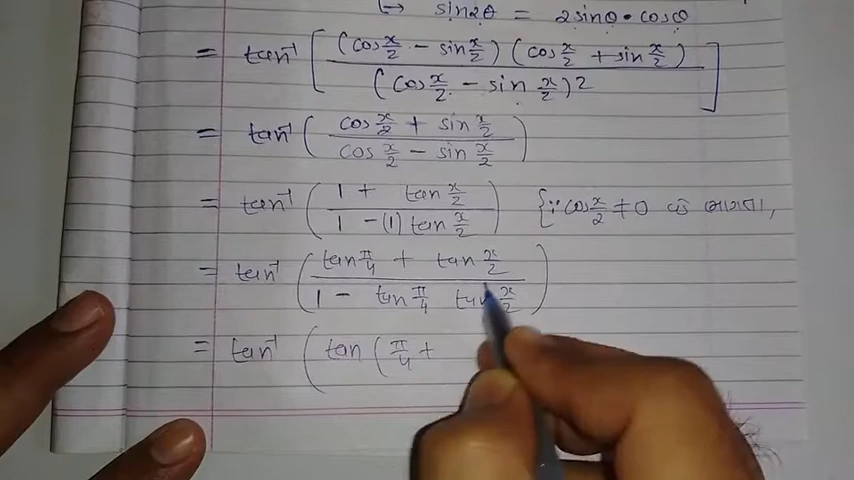 ↳ sin2θ = 2sinθ·cosθ
= tan⁻¹ [ (cos x/2 - sin x/2) (cos x/2 + sin x/2) / (cos x/2 - sin x/2)2 ]
= tan⁻¹ ( cos x/2 + sin x/2 / cos x/2 - sin x/2 )
= tan⁻¹ ( 1 + tan x/2 / 1 - (1) tan x/2 ) {∵ cos x/2 ≠ 0
= tan⁻¹ ( tan π/4 + tan x/2 / 1 - tan π/4 tan x/2 )
= tan⁻¹ ( tan ( π/4 +